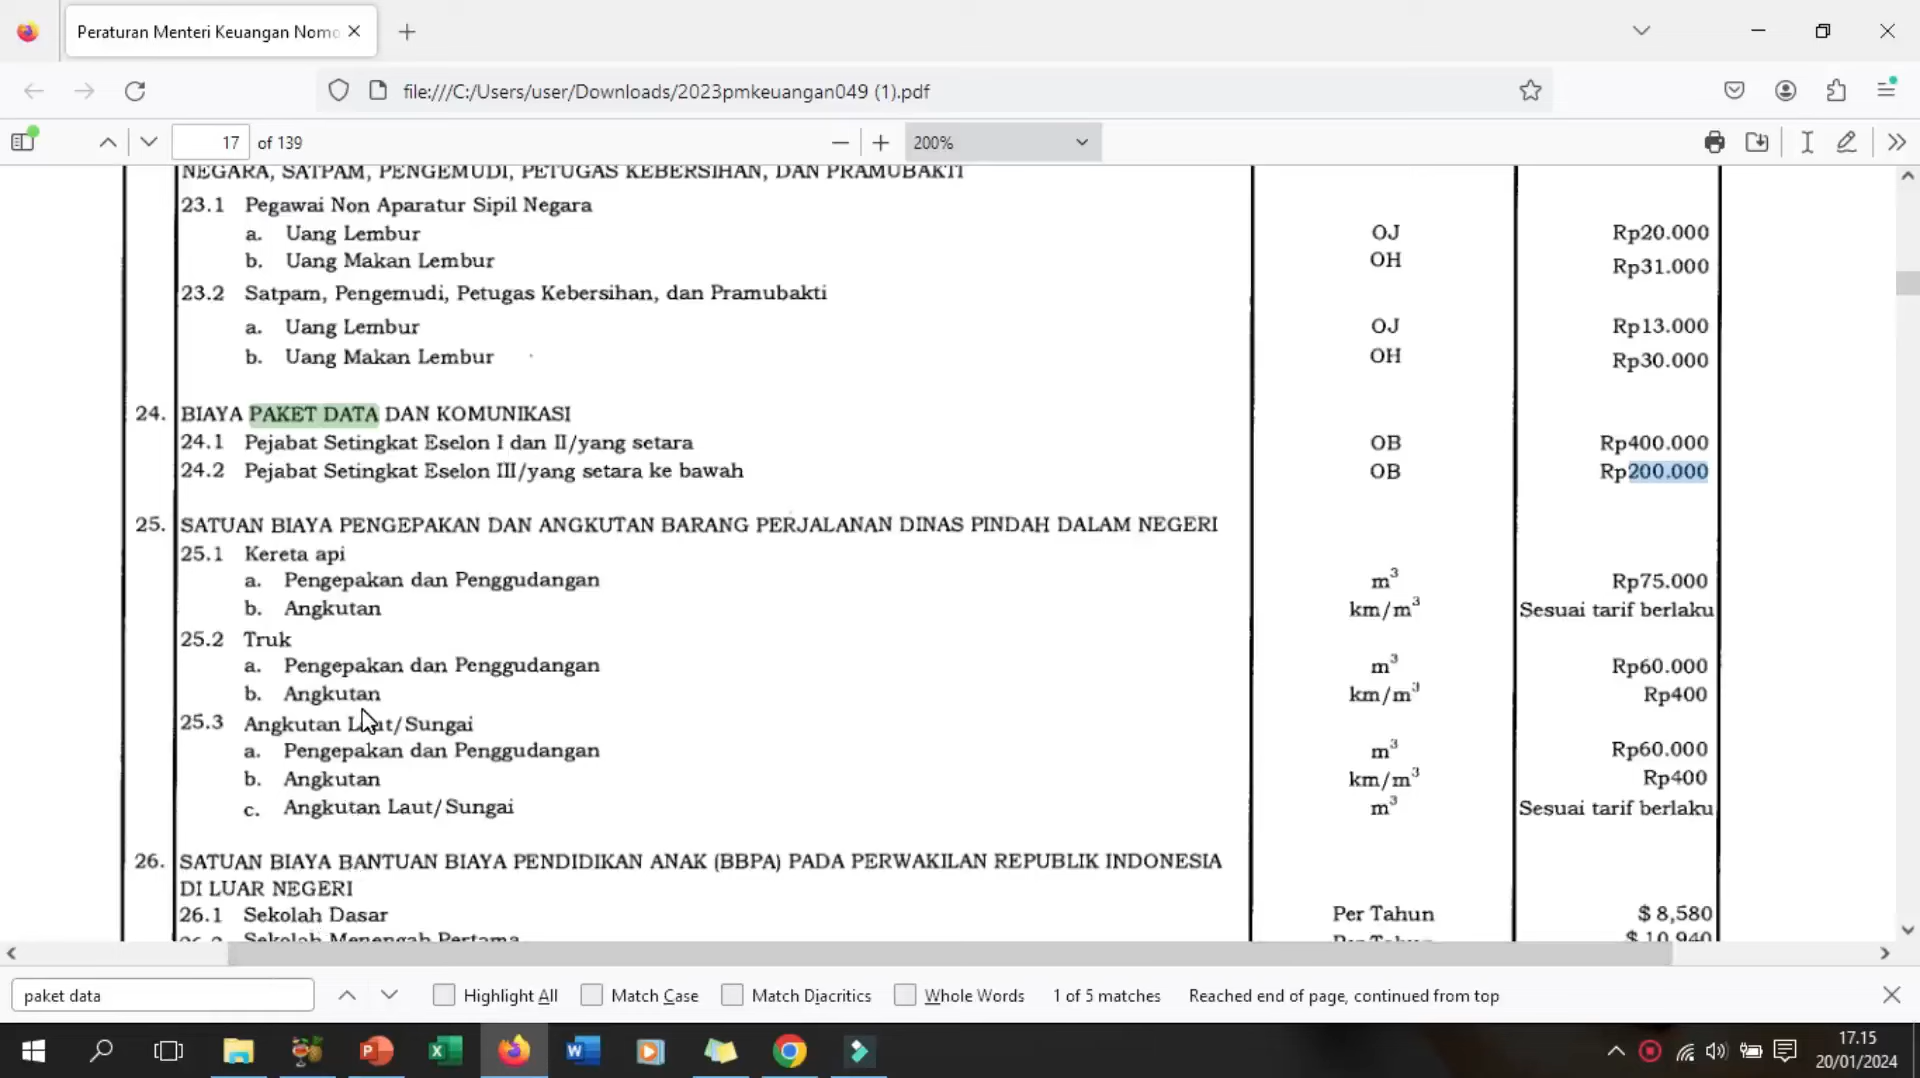 Peraturan Menteri Keuangan Nomo
file:///C:/Users/user/Downloads/2023pmkeuangan049 (1).pdf
17 of 139
200%
NEGARA, SATPAM, PENGEMUDI, PETUGAS KEBERSIHAN, DAN PRAMUBAKTI
23.1 Pegawai Non Aparatur Sipil Negara
a. Uang Lembur OJ Rp20.000
b. Uang Makan Lembur OH Rp31.000
23.2 Satpam, Pengemudi, Petugas Kebersihan, dan Pramubakti
a. Uang Lembur OJ Rp13.000
b. Uang Makan Lembur OH Rp30.000
24. BIAYA PAKET DATA DAN KOMUNIKASI
24.1 Pejabat Setingkat Eselon I dan II/yang setara OB Rp400.000
24.2 Pejabat Setingkat Eselon III/yang setara ke bawah OB Rp200.000
25. SATUAN BIAYA PENGEPAKAN DAN ANGKUTAN BARANG PERJALANAN DINAS PINDAH DALAM NEGERI
25.1 Kereta api
a. Pengepakan dan Penggudangan m³ Rp75.000
b. Angkutan km/m³ Sesuai tarif berlaku
25.2 Truk
a. Pengepakan dan Penggudangan m³ Rp60.000
b. Angkutan km/m³ Rp400
25.3 Angkutan Laut/Sungai
a. Pengepakan dan Penggudangan m³ Rp60.000
b. Angkutan km/m³ Rp400
c. Angkutan Laut/Sungai m³ Sesuai tarif berlaku
26. SATUAN BIAYA BANTUAN BIAYA PENDIDIKAN ANAK (BBPA) PADA PERWAKILAN REPUBLIK INDONESIA
DI LUAR NEGERI
26.1 Sekolah Dasar Per Tahun $ 8,580
26.2 Sekolah Menengah Pertama Per Tahun $ 10,940
paket data Highlight All Match Case Match Diacritics Whole Words 1 of 5 matches Reached end of page, continued from top
17.15
20/01/2024